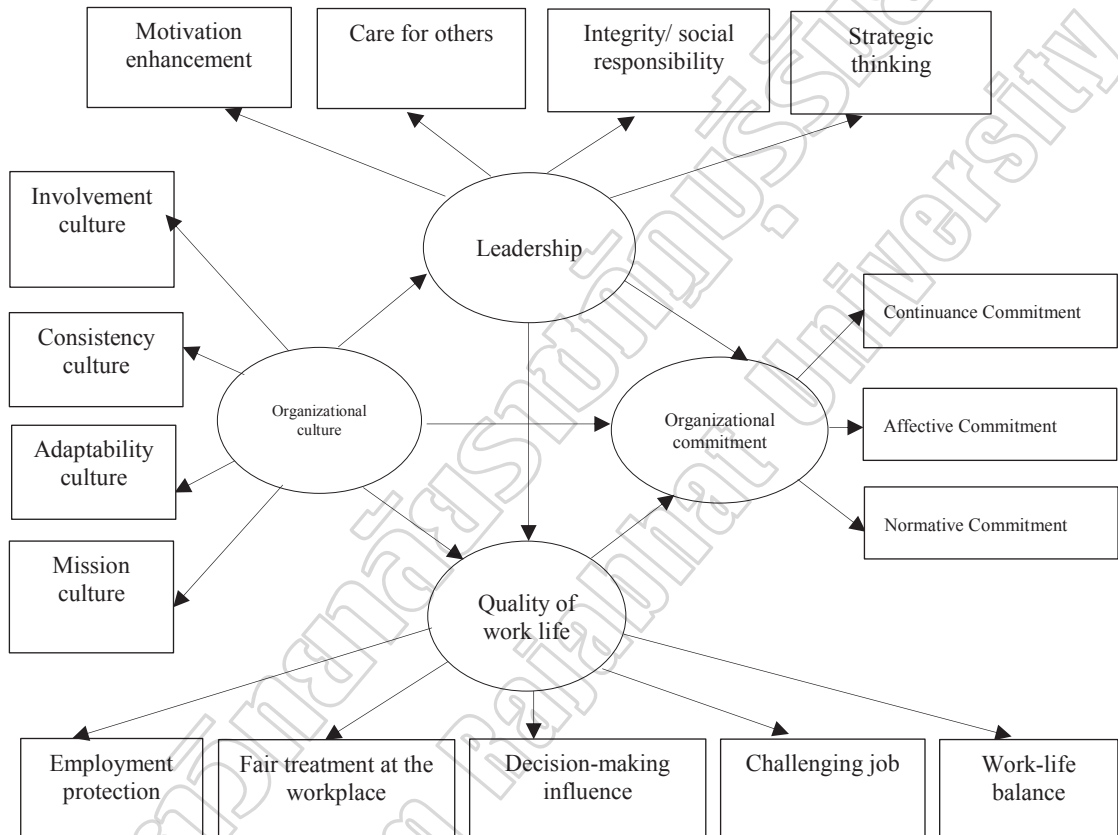 Motivation
enhancement
Care for others
Integrity/ social
responsibility
Strategic
thinking
Involvement
culture
Leadership
Consistency
culture
Continuance Commitment
Organizational
culture
Organizational
commitment
Affective Commitment
Adaptability
culture
Normative Commitment
Mission
culture
Quality of
work life
Employment
protection
Fair treatment at the
workplace
Decision-making
influence
Challenging job
Work-life
balance
Rajabhat University